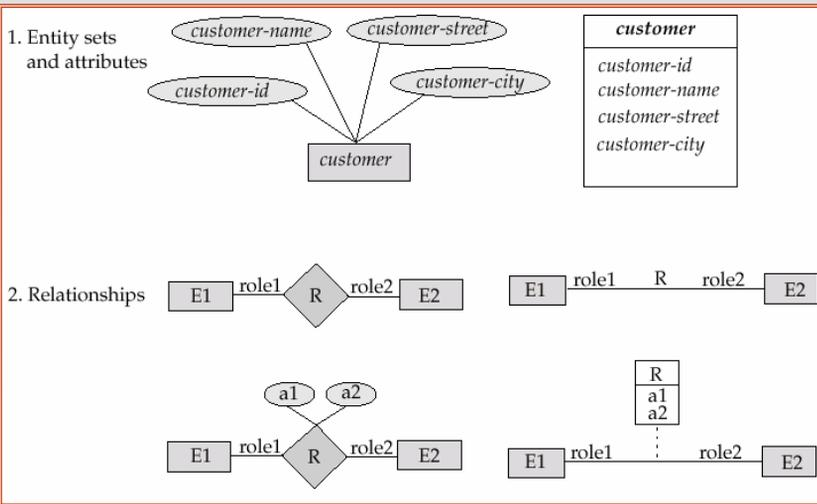 1. Entity sets
and attributes
customer-name
customer-street
customer-id
customer-city
customer
customer
customer-id
customer-name
customer-street
customer-city
2. Relationships
E1 role1 R role2 E2
E1 role1 R role2 E2
a1 a2
E1 role1 R role2 E2
R
a1
a2
E1 role1 role2 E2